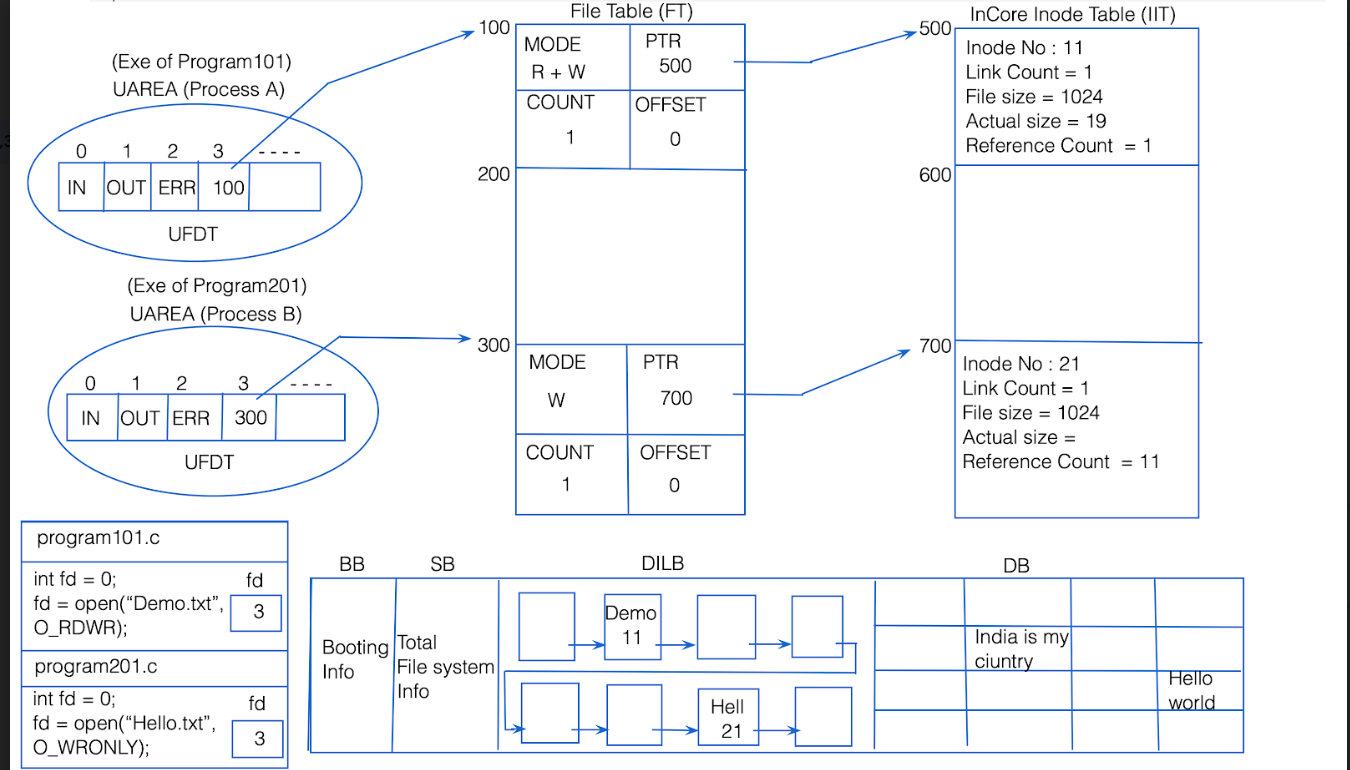 File Table (FT)
InCore Inode Table (IIT)
(Exe of Program101)
UAREA (Process A)
0 1 2 3 ----
IN OUT ERR 100
UFDT
(Exe of Program201)
UAREA (Process B)
0 1 2 3 ----
IN OUT ERR 300
UFDT
100
MODE PTR
R + W 500
COUNT OFFSET
1 0
200
300
MODE PTR
W 700
COUNT OFFSET
1 0
500
Inode No : 11
Link Count = 1
File size = 1024
Actual size = 19
Reference Count = 1
600
700
Inode No : 21
Link Count = 1
File size = 1024
Actual size =
Reference Count = 11
program101.c
int fd = 0; fd
fd = open(“Demo.txt”, 3
O_RDWR);
program201.c
int fd = 0; fd
fd = open(“Hello.txt”, 3
O_WRONLY);
BB SB DILB DB
Booting
Info
Total
File system
Info
Demo
11
Hell
21
India is my
ciuntry
Hello
world